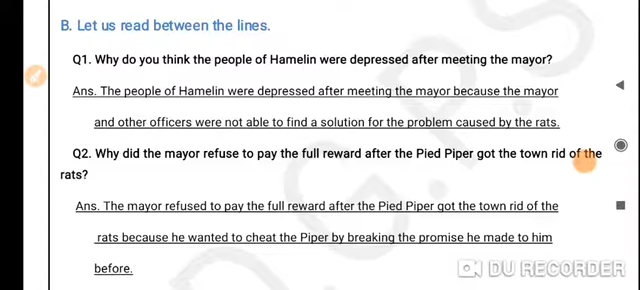 B. Let us read between the lines.
Q1. Why do you think the people of Hamelin were depressed after meeting the mayor?
Ans. The people of Hamelin were depressed after meeting the mayor because the mayor
and other officers were not able to find a solution for the problem caused by the rats.
Q2. Why did the mayor refuse to pay the full reward after the Pied Piper got the town rid of the
rats?
Ans. The mayor refused to pay the full reward after the Pied Piper got the town rid of the
rats because he wanted to cheat the Piper by breaking the promise he made to him
before.
DU RECORDER